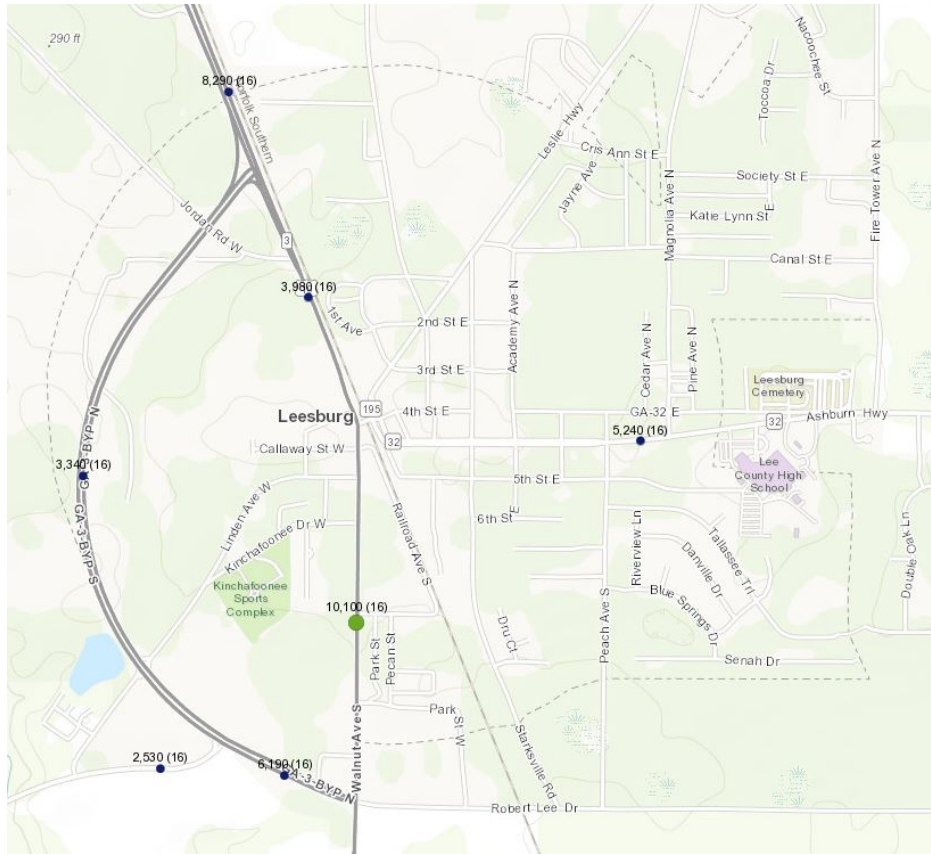 290 ft
Nacoochee St
Toccoa Dr
8,290 (16)
Norfolk Southern
Leslie Hwy
Cris Ann St E
Jayne Ave
Magnolia Ave N
Society St E
Katie Lynn St
E
Fire Tower Ave N
Canal St E
Jordan Rd W
3
3,980 (16)
1st Ave
2nd St E
3rd St E
Academy Ave N
Cedar Ave N
Pine Ave N
Leesburg
Cemetery
195
4th St E
GA-32 E
Ashburn Hwy
32
Leesburg
32
5,240 (16)
Callaway St W
GA-3-BYP N
3,340 (16)
GA-3-BYP S
Linden Ave W
Railroad Ave S
5th St E
Lee
County High
School
6th St
E
Kinchafoonee Dr W
Riverview Ln
Tallassee Trl
Danville Dr
Double Oak Ln
Kinchafoonee
Sports
Complex
10,100 (16)
Blue Springs Dr
Park St
Pecan St
Dru Ct
Peach Ave S
Senah Dr
Walnut Ave S
Park
St W
Starksville Rd
2,530 (16)
6,190 (16)
GA-3-BYP N
Robert Lee Dr